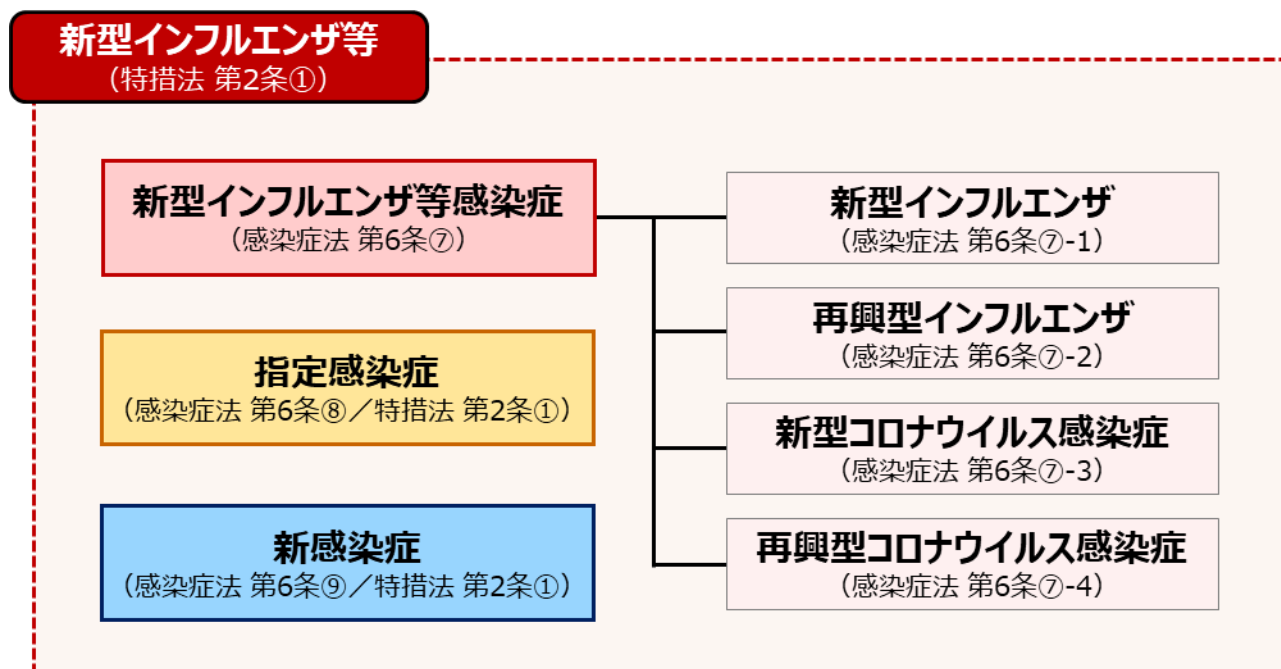 新型インフルエンザ等
（特措法 第2条①）
新型インフルエンザ等感染症
（感染症法 第6条⑦）
指定感染症
（感染症法 第6条⑧／特措法 第2条①）
新感染症
（感染症法 第6条⑨／特措法 第2条①）
新型インフルエンザ
（感染症法 第6条⑦-1）
再興型インフルエンザ
（感染症法 第6条⑦-2）
新型コロナウイルス感染症
（感染症法 第6条⑦-3）
再興型コロナウイルス感染症
（感染症法 第6条⑦-4）